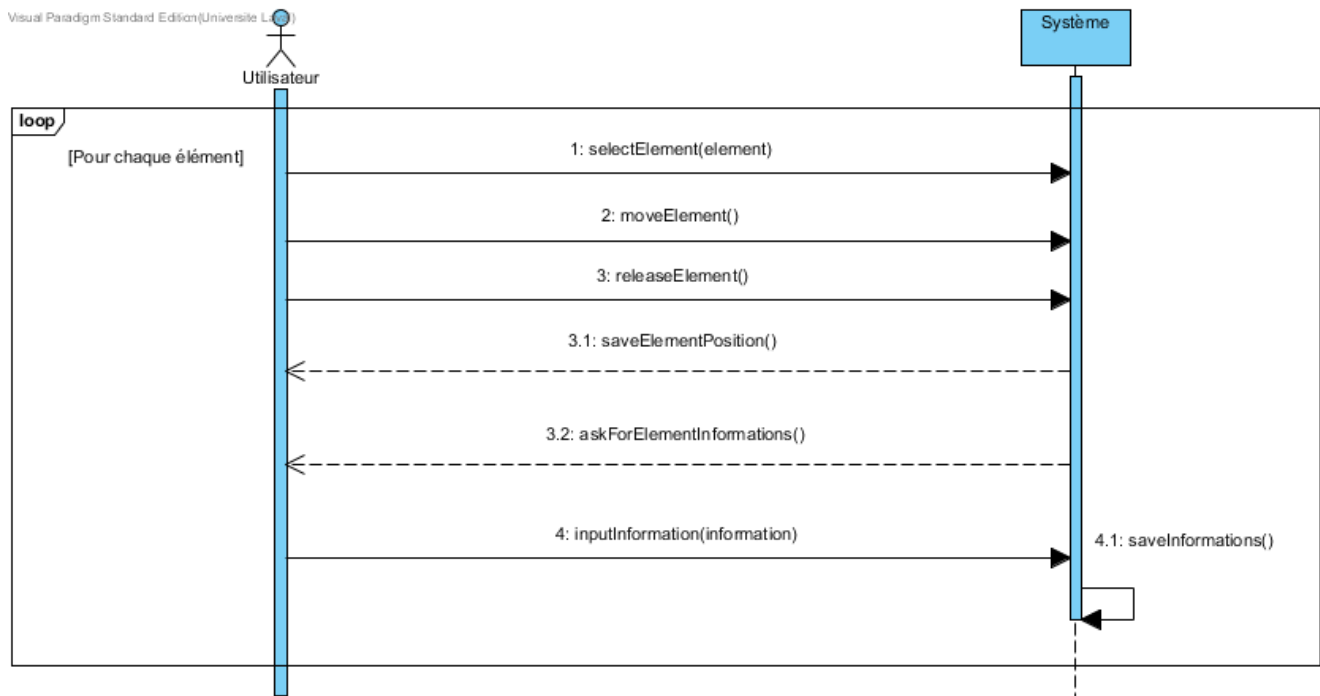 Visual Paradigm Standard Edition(Universite Laval)
Système
Utilisateur
loop
[Pour chaque élément]
1: selectElement(element)
2: moveElement()
3: releaseElement()
3.1: saveElementPosition()
3.2: askForElementInformations()
4: inputInformation(information)
4.1: saveInformations()